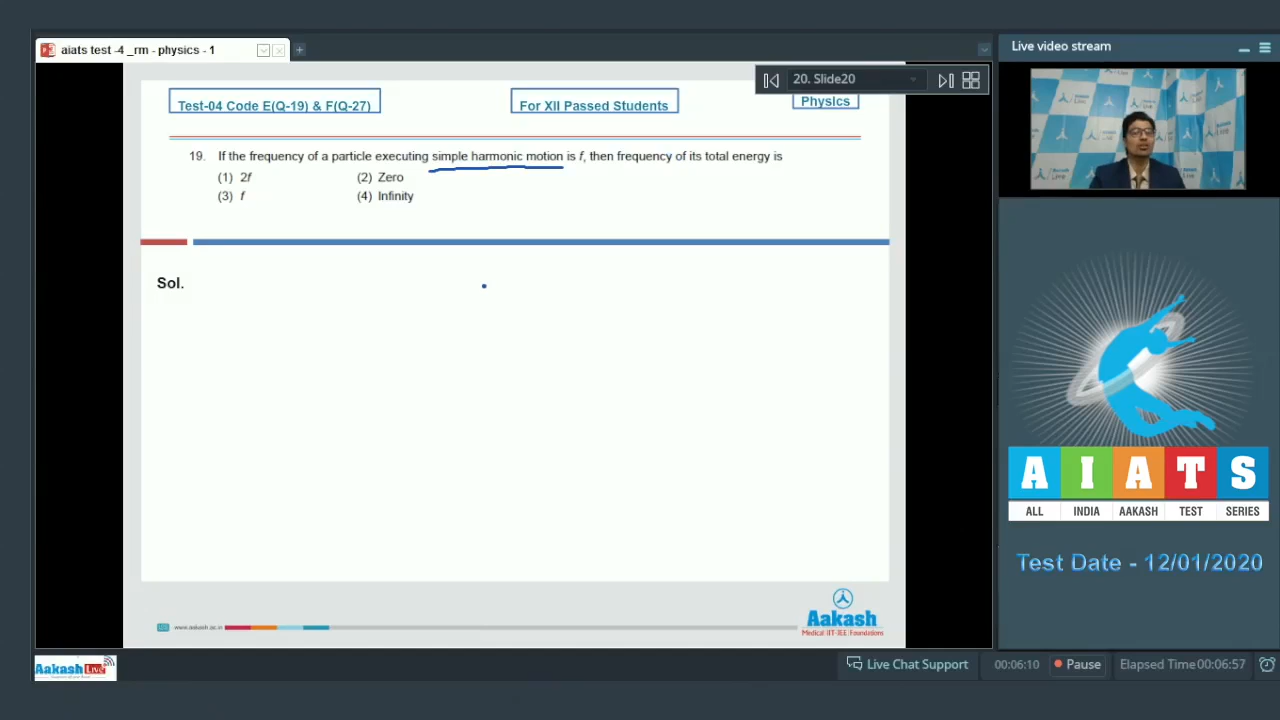 aiats test -4 _rm - physics - 1
Live video stream
20. Slide20
Test-04 Code E(Q-19) & F(Q-27)
For XII Passed Students
Physics
19. If the frequency of a particle executing simple harmonic motion is f, then frequency of its total energy is
(1) 2f (2) Zero
(3) f (4) Infinity
Sol.
A I A T S
ALL INDIA AAKASH TEST SERIES
Test Date - 12/01/2020
www.aakash.ac.in
Aakash
Medical | IIT-JEE | Foundations
Aakash Live
Live Chat Support
00:06:10
Pause
Elapsed Time 00:06:57